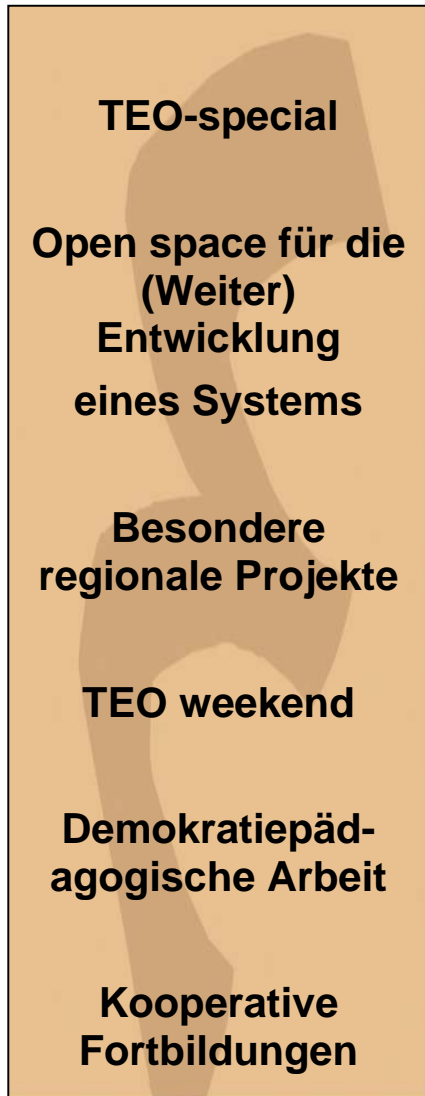 TEO-special
Open space für die
(Weiter)
Entwicklung
eines Systems
Besondere
regionale Projekte
TEO weekend
Demokratiepäd-
agogische Arbeit
Kooperative
Fortbildungen